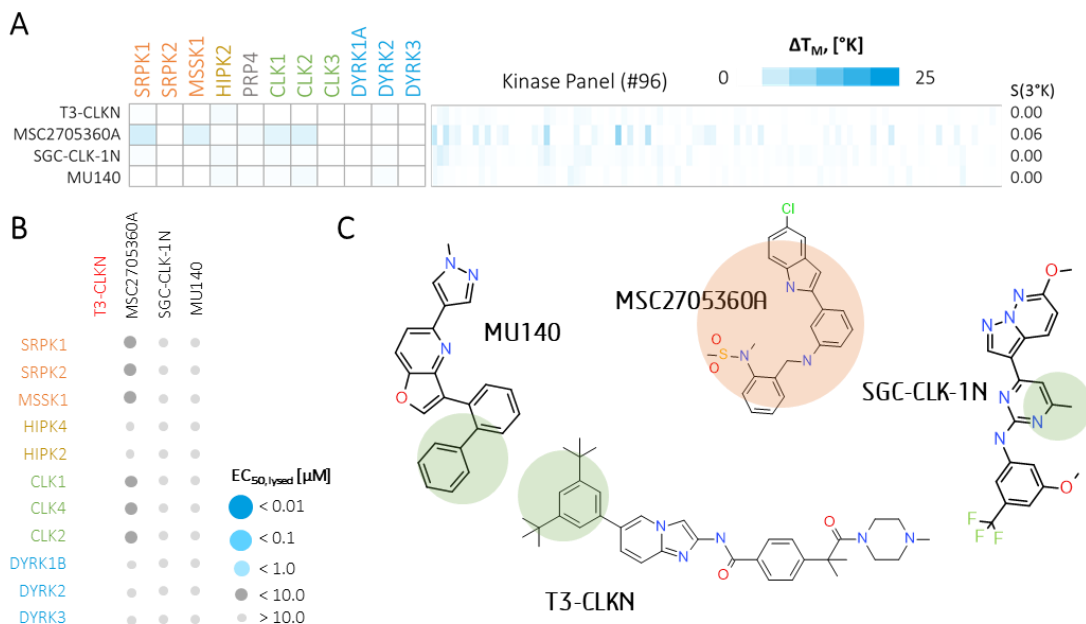 A
SRPK1
SRPK2
MSSK1
HIPK2
PRP4
CLK1
CLK2
CLK3
DYRK1A
DYRK2
DYRK3
Kinase Panel (#96)
ΔTM, [°K]
0
25
S(3°K)
T3-CLKN
0.00
MSC2705360A
0.06
SGC-CLK-1N
0.00
MU140
0.00
B
T3-CLKN
MSC2705360A
SGC-CLK-1N
MU140
SRPK1
SRPK2
MSSK1
HIPK4
HIPK2
CLK1
CLK4
CLK2
DYRK1B
DYRK2
DYRK3
EC50,lysed [µM]
< 0.01
< 0.1
< 1.0
< 10.0
> 10.0
C
N
N
N
O
MU140
Cl
N
MSC2705360A
O
S
N
O
N
O
N
N
N
SGC-CLK-1N
N
N
N
O
F
F
F
N
N
N
O
O
N
N
T3-CLKN